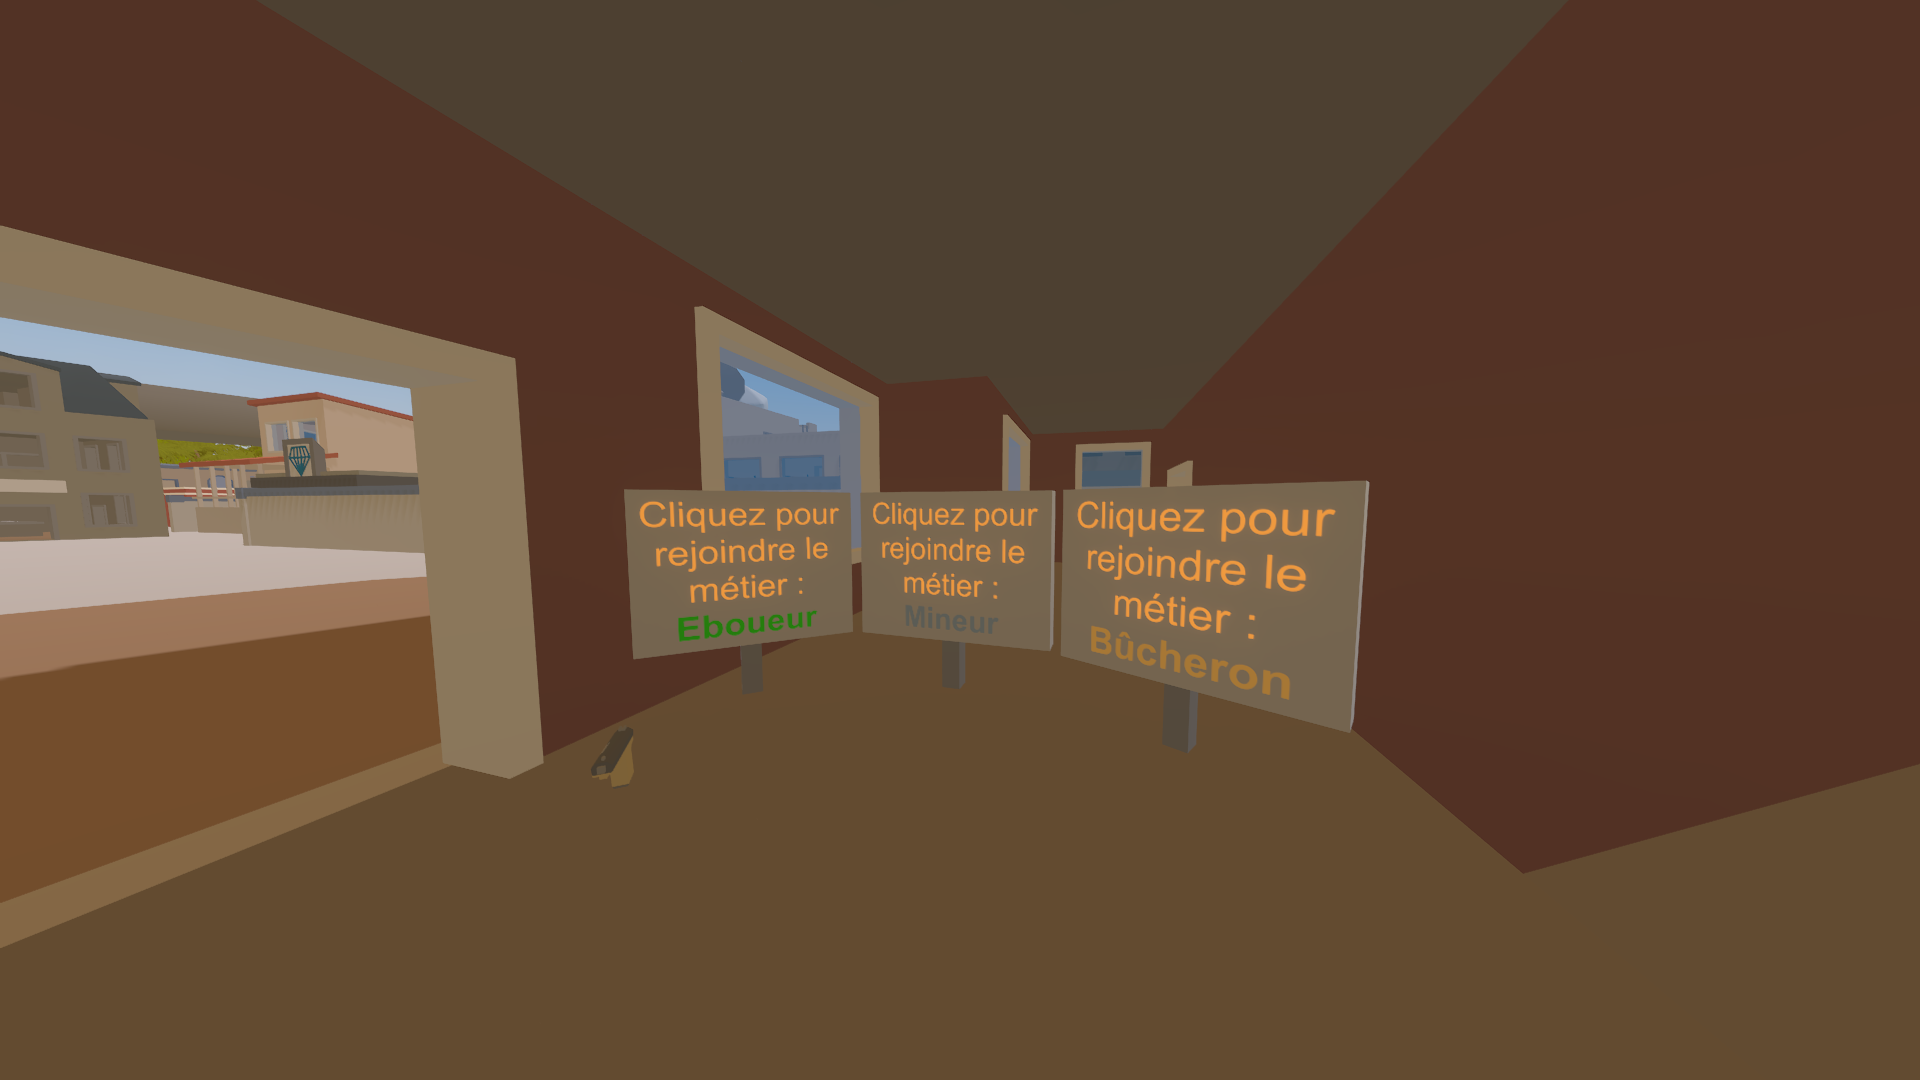 Cliquez pour
rejoindre le
métier :
Eboueur
Cliquez pour
rejoindre le
métier :
Mineur
Cliquez pour
rejoindre le
métier :
Bûcheron